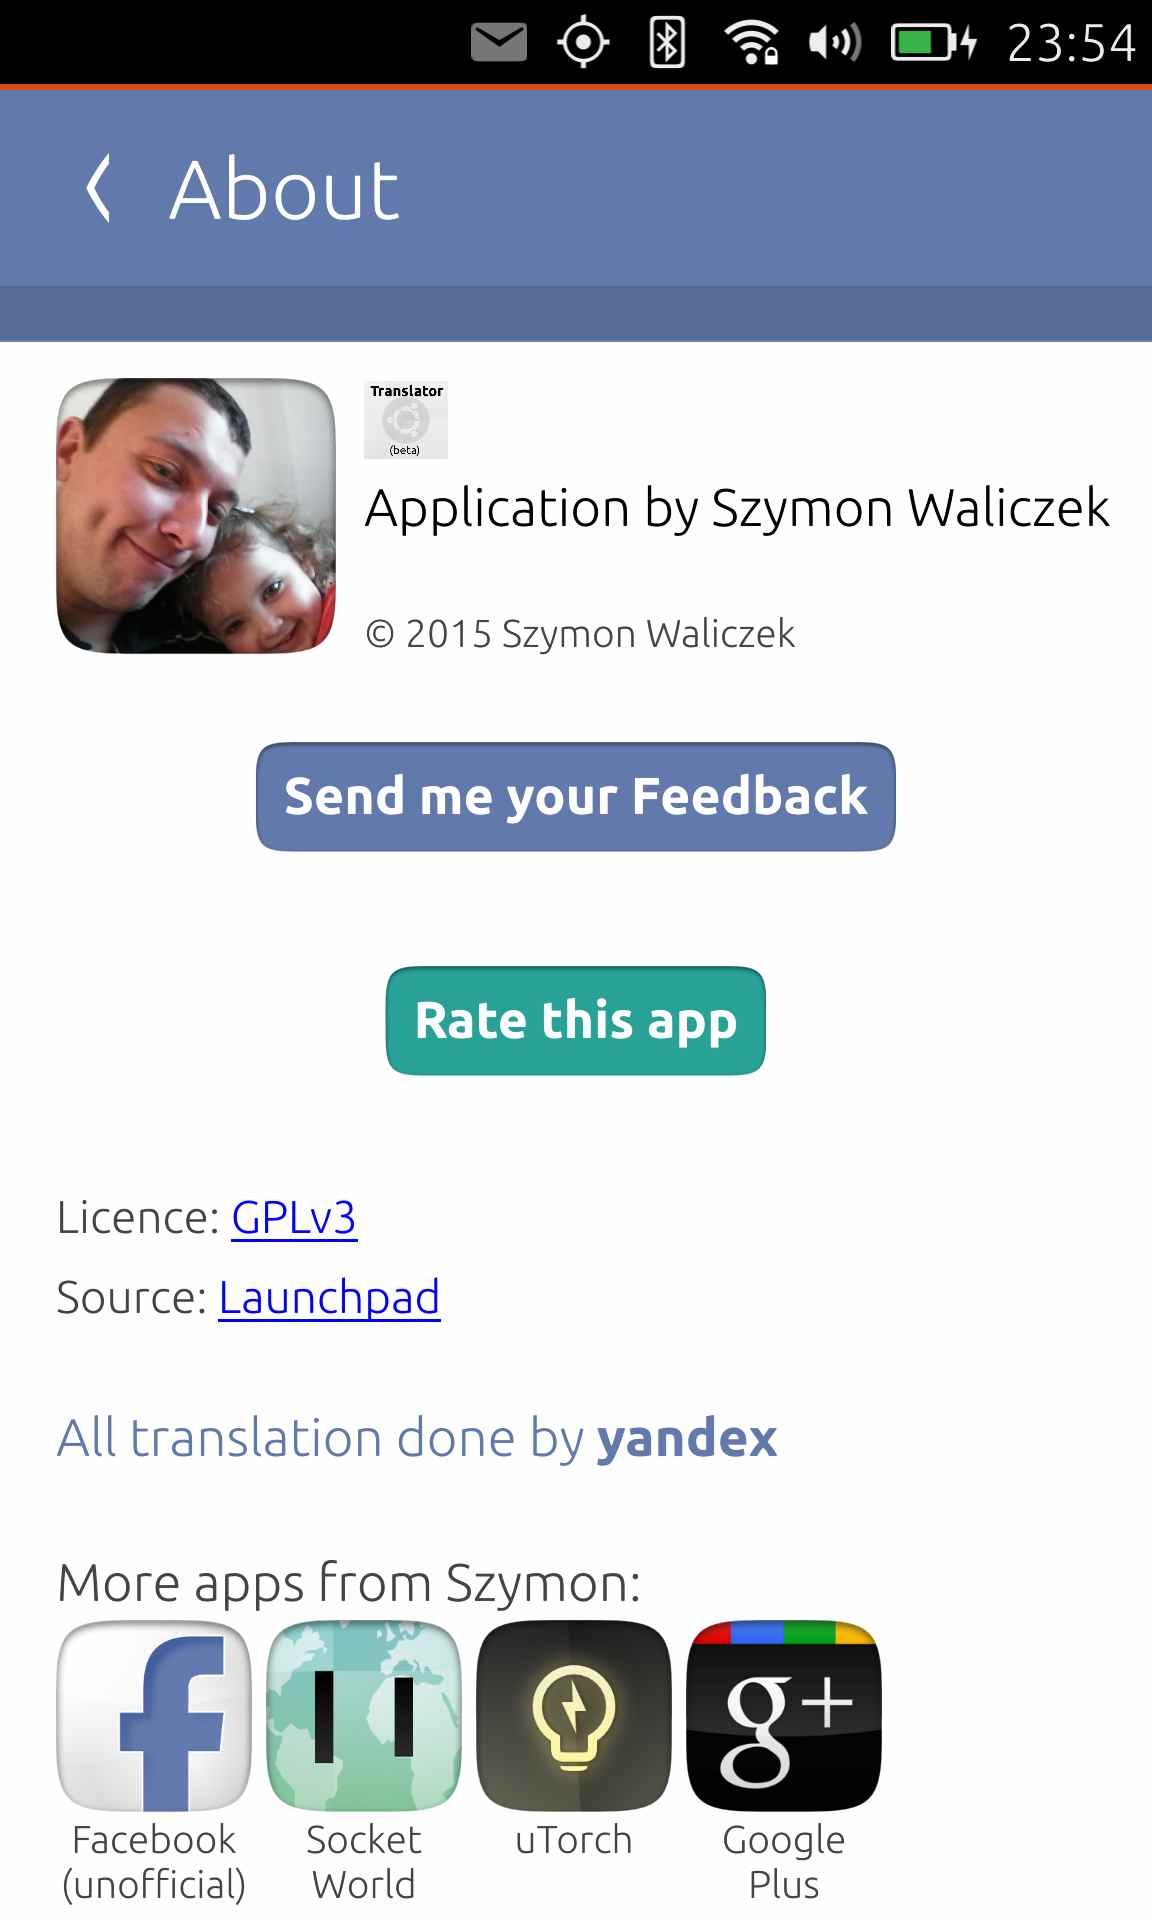 23:54
About
Translator
(beta)
Application by Szymon Waliczek
© 2015 Szymon Waliczek
Send me your Feedback
Rate this app
Licence: GPLv3
Source: Launchpad
All translation done by yandex
More apps from Szymon:
f
g+
Facebook
(unofficial)
Socket
World
uTorch
Google
Plus